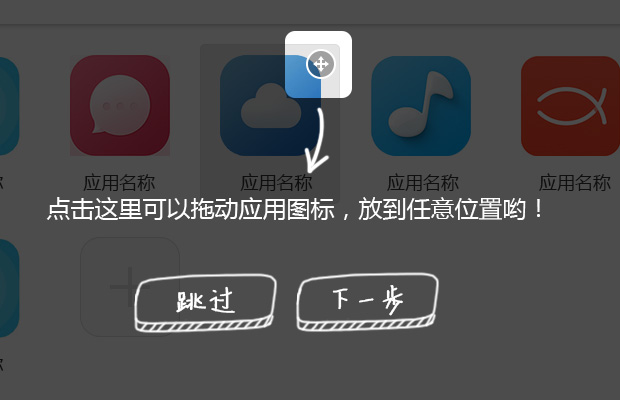 应用名称 应用名称 应用名称 应用名称
点击这里可以拖动应用图标，放到任意位置哟！
跳过 下一步